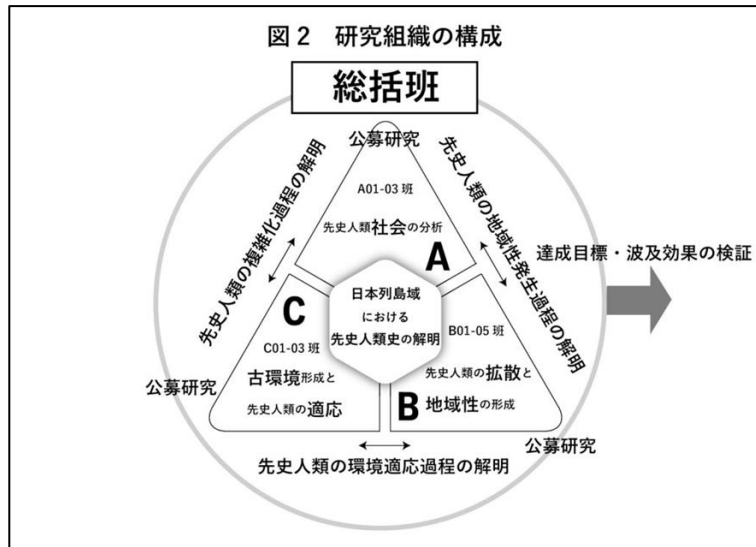 図2 研究組織の構成
総括班
公募研究
A01-03 班
先史人類社会の分析
A
先史人類の複雑化過程の解明
先史人類の地域性発生過程の解明
達成目標・波及効果の検証
日本列島域
における
先史人類史の解明
C
C01-03 班
古環境形成と
先史人類の適応
公募研究
B01-05 班
先史人類の拡散と
地域性の形成
B
公募研究
先史人類の環境適応過程の解明